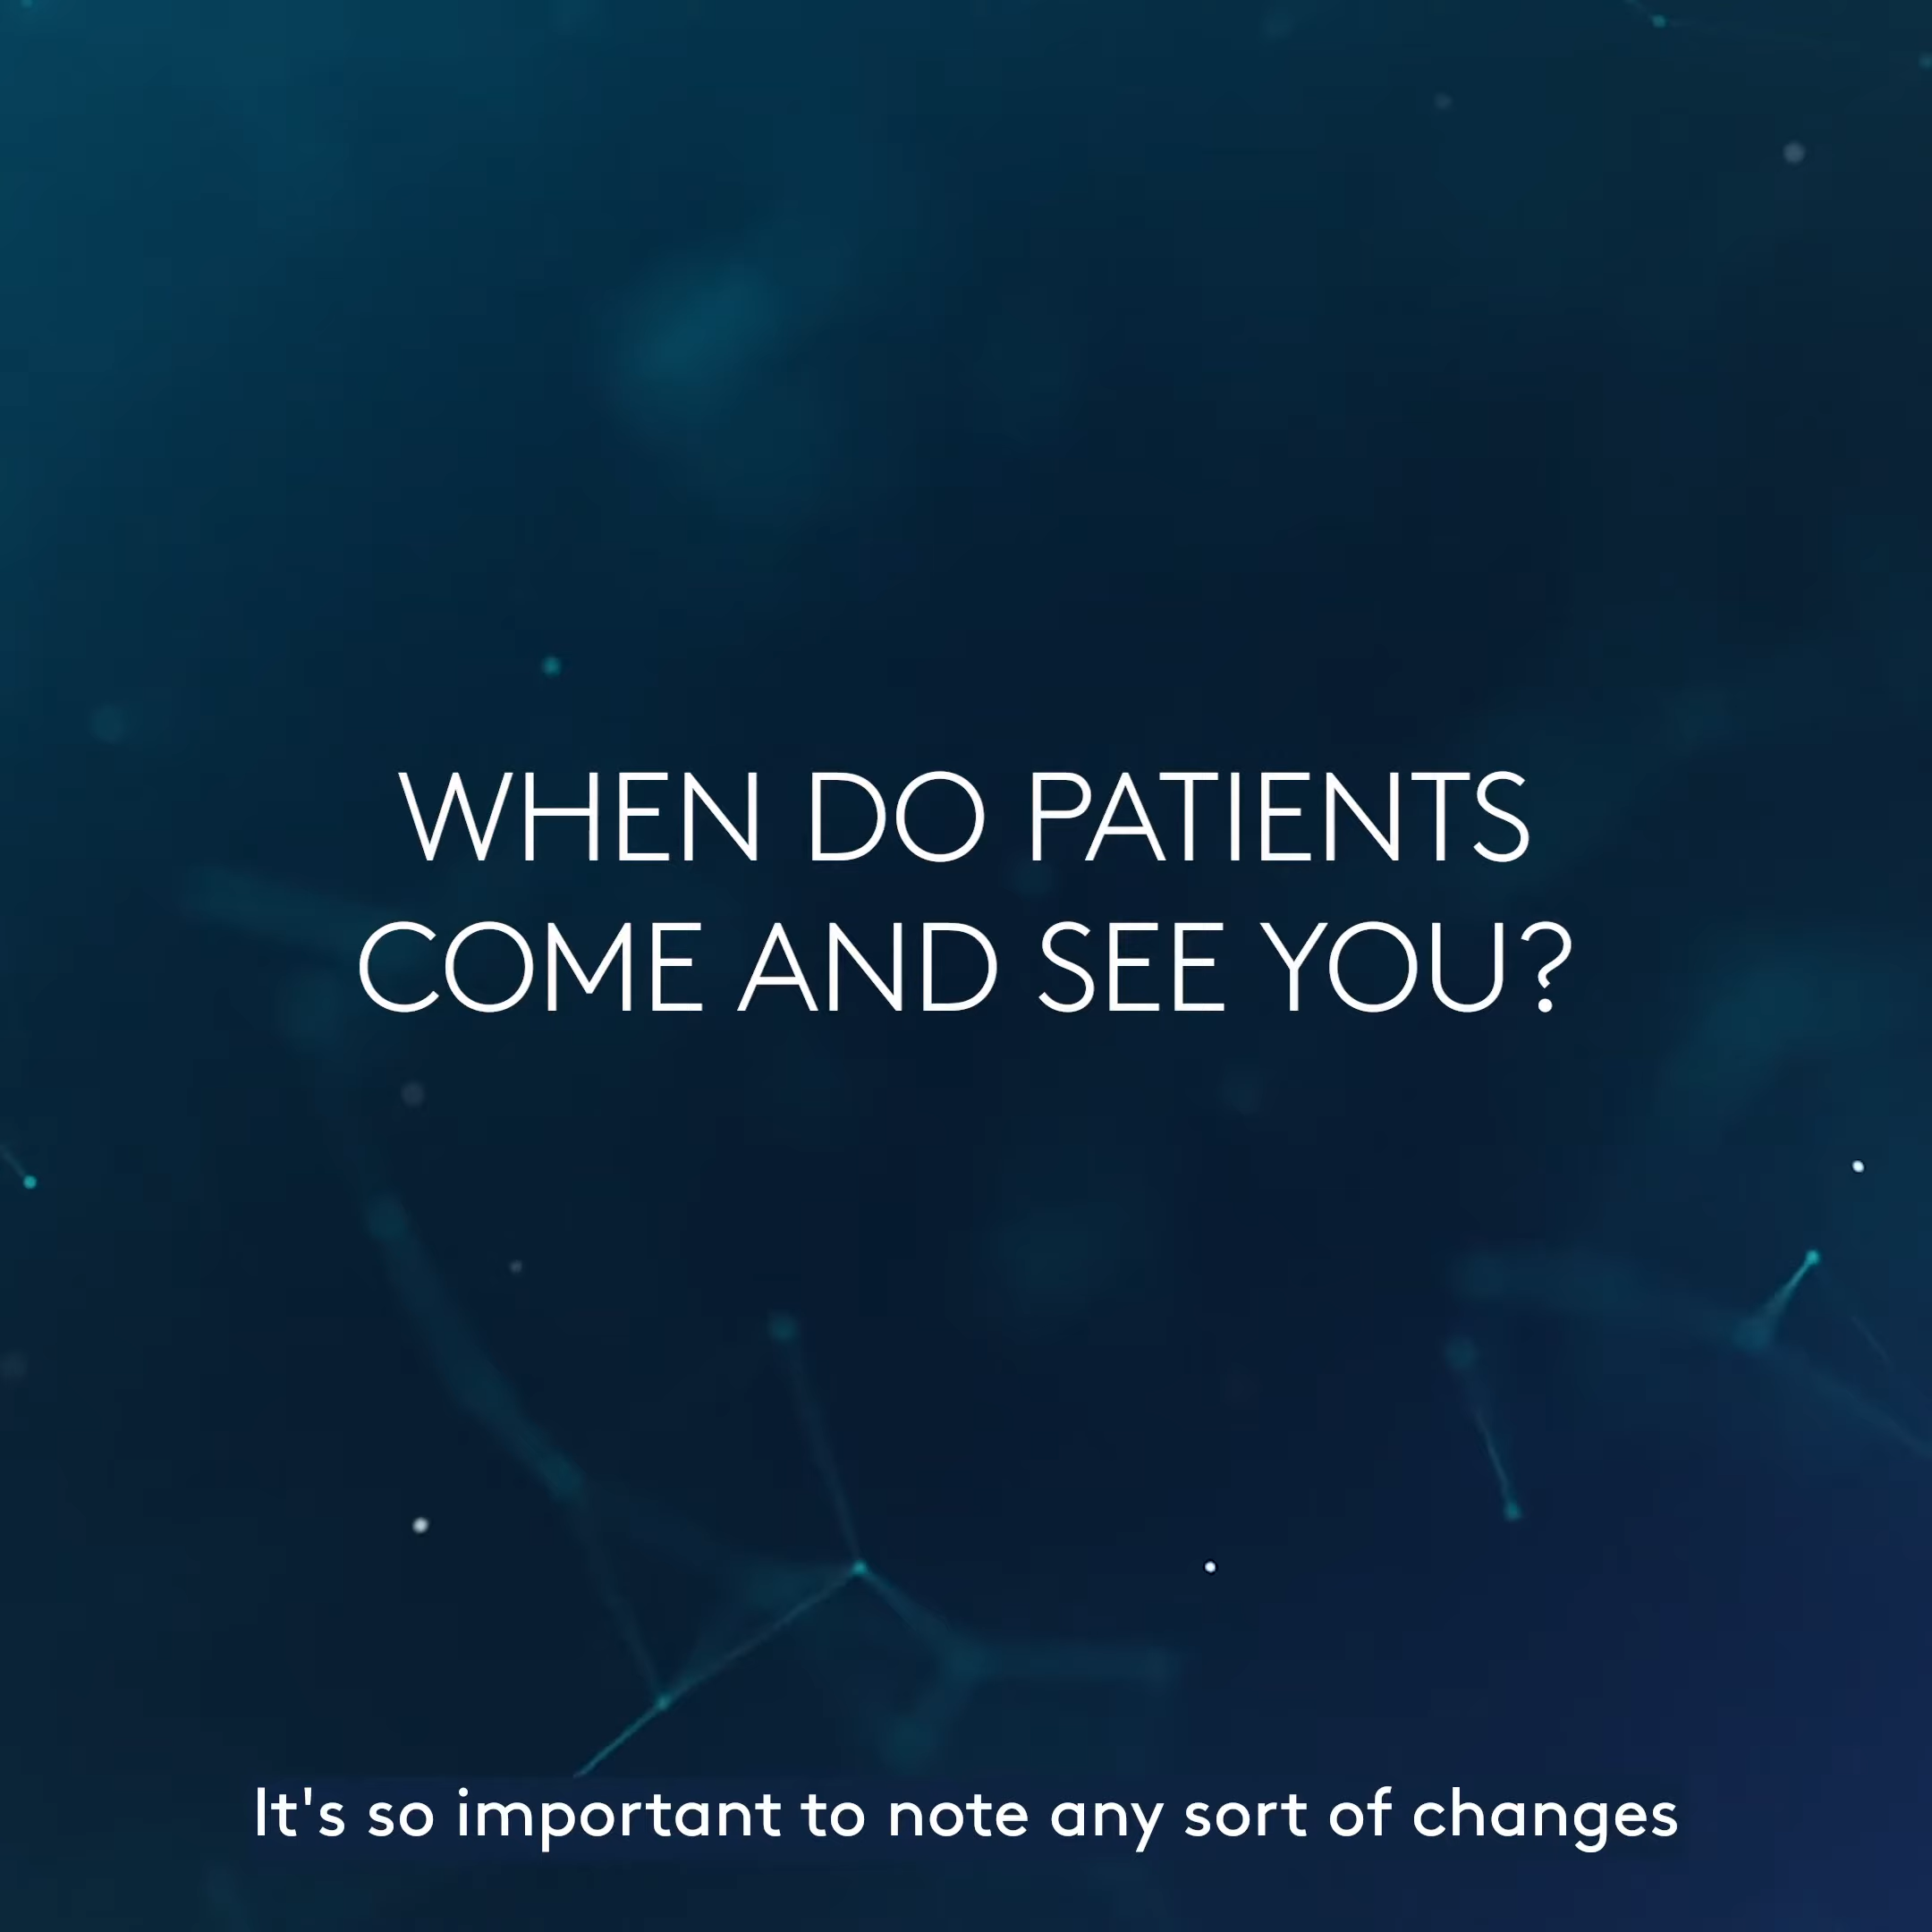 WHEN DO PATIENTS
COME AND SEE YOU?
It's so important to note any sort of changes